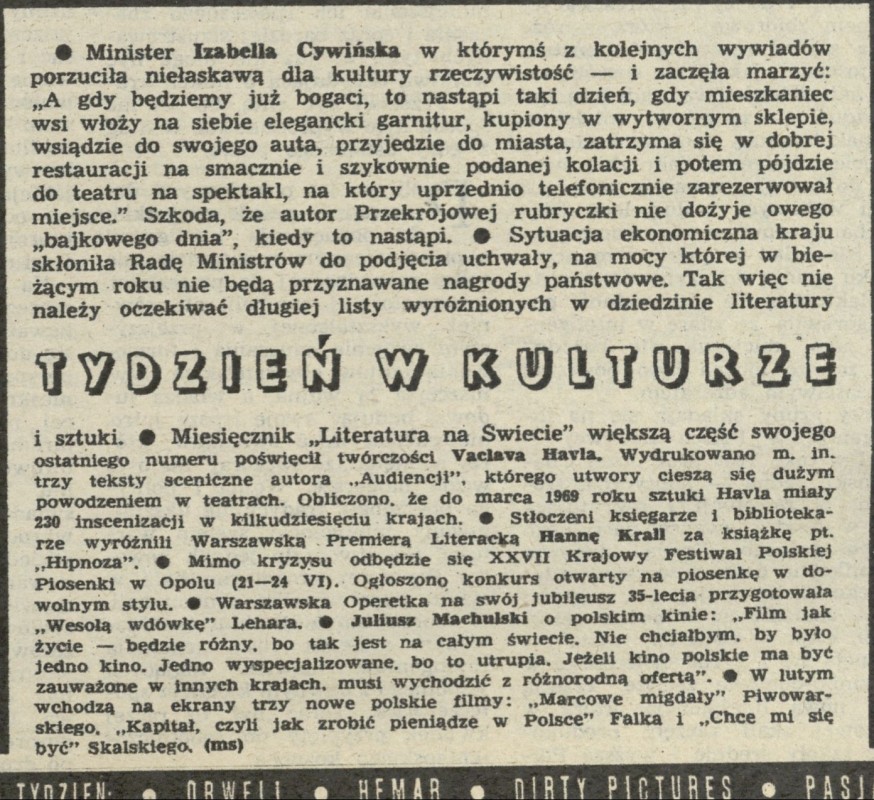 ● Minister Izabella Cywińska w którymś z kolejnych wywiadów
porzuciła niełaskawą dla kultury rzeczywistość — i zaczęła marzyć:
„A gdy będziemy już bogaci, to nastąpi taki dzień, gdy mieszkaniec
wsi włoży na siebie elegancki garnitur, kupiony w wytwornym sklepie,
wsiądzie do swojego auta, przyjedzie do miasta, zatrzyma się w dobrej
restauracji na smacznie i szykownie podanej kolacji i potem pójdzie
do teatru na spektakl, na który uprzednio telefonicznie zarezerwował
miejsce.” Szkoda, że autor Przekrojowej rubryczki nie dożyje owego
„bajkowego dnia”, kiedy to nastąpi. ● Sytuacja ekonomiczna kraju
skłoniła Radę Ministrów do podjęcia uchwały, na mocy której w bie-
żącym roku nie będą przyznawane nagrody państwowe. Tak więc nie
należy oczekiwać długiej listy wyróżnionych w dziedzinie literatury
TYDZIEŃ W KULTURZE
i sztuki. ● Miesięcznik „Literatura na Swiecie” większą część swojego
ostatniego numeru poświęcił twórczości Vaclava Havla. Wydrukowano m. in.
trzy teksty sceniczne autora „Audiencji”, którego utwory cieszą się dużym
powodzeniem w teatrach. Obliczono, że do marca 1969 roku sztuki Havla miały
230 inscenizacji w kilkudziesięciu krajach. ● Stłoczeni księgarze i biblioteka-
rze wyróżnili Warszawską Premierą Literacką Hannę Krall za książkę pt.
„Hipnoza”. ● Mimo kryzysu odbędzie się XXVII Krajowy Festiwal Polskiej
Piosenki w Opolu (21—24 VI). Ogłoszono konkurs otwarty na piosenkę w do-
wolnym stylu. ● Warszawska Operetka na swój jubileusz 35-lecia przygotowała
„Wesołą wdówkę” Lehara. ● Juliusz Machulski o polskim kinie: „Film jak
życie — będzie różny, bo tak jest na całym świecie. Nie chciałbym, by było
jedno kino. Jedno wyspecjalizowane, bo to utrupia. Jeżeli kino polskie ma być
zauważone w innych krajach, musi wychodzić z różnorodną ofertą”. ● W lutym
wchodzą na ekrany trzy nowe polskie filmy: „Marcowe migdały” Piwowar-
skiego, „Kapitał, czyli jak zrobić pieniądze w Polsce” Falka i „Chce mi się
być” Skalskiego. (ms)
TYDZIEŃ: ● ORWELL ● HEMAR ● DIRTY PICTURES ●